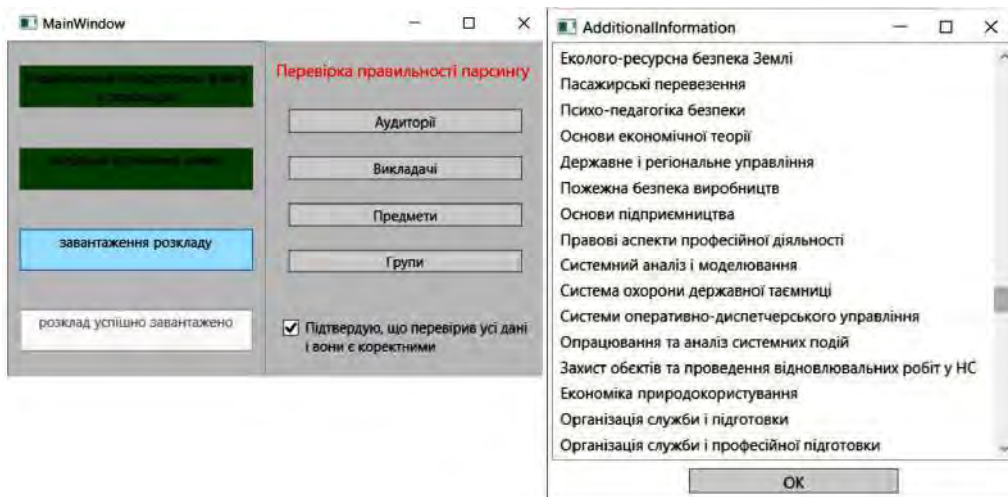 MainWindow
Перевірка правильності парсингу
Аудиторії
Викладачі
завантаження розкладу
Предмети
Групи
розклад успішно завантажено
Підтвердую, що перевірив усі дані
і вони є коректними
AdditionalInformation
Еколого-ресурсна безпека Землі
Пасажирські перевезення
Психо-педагогіка безпеки
Основи економічної теорії
Державне і регіональне управління
Пожежна безпека виробництв
Основи підприємництва
Правові аспекти професійної діяльності
Системний аналіз і моделювання
Система охорони державної таємниці
Системи оперативно-диспетчерського управління
Опрацювання та аналіз системних подій
Захист обєктів та проведення відновлювальних робіт у НС
Економіка природокористування
Організація служби і підготовки
Організація служби і професійної підготовки
OK